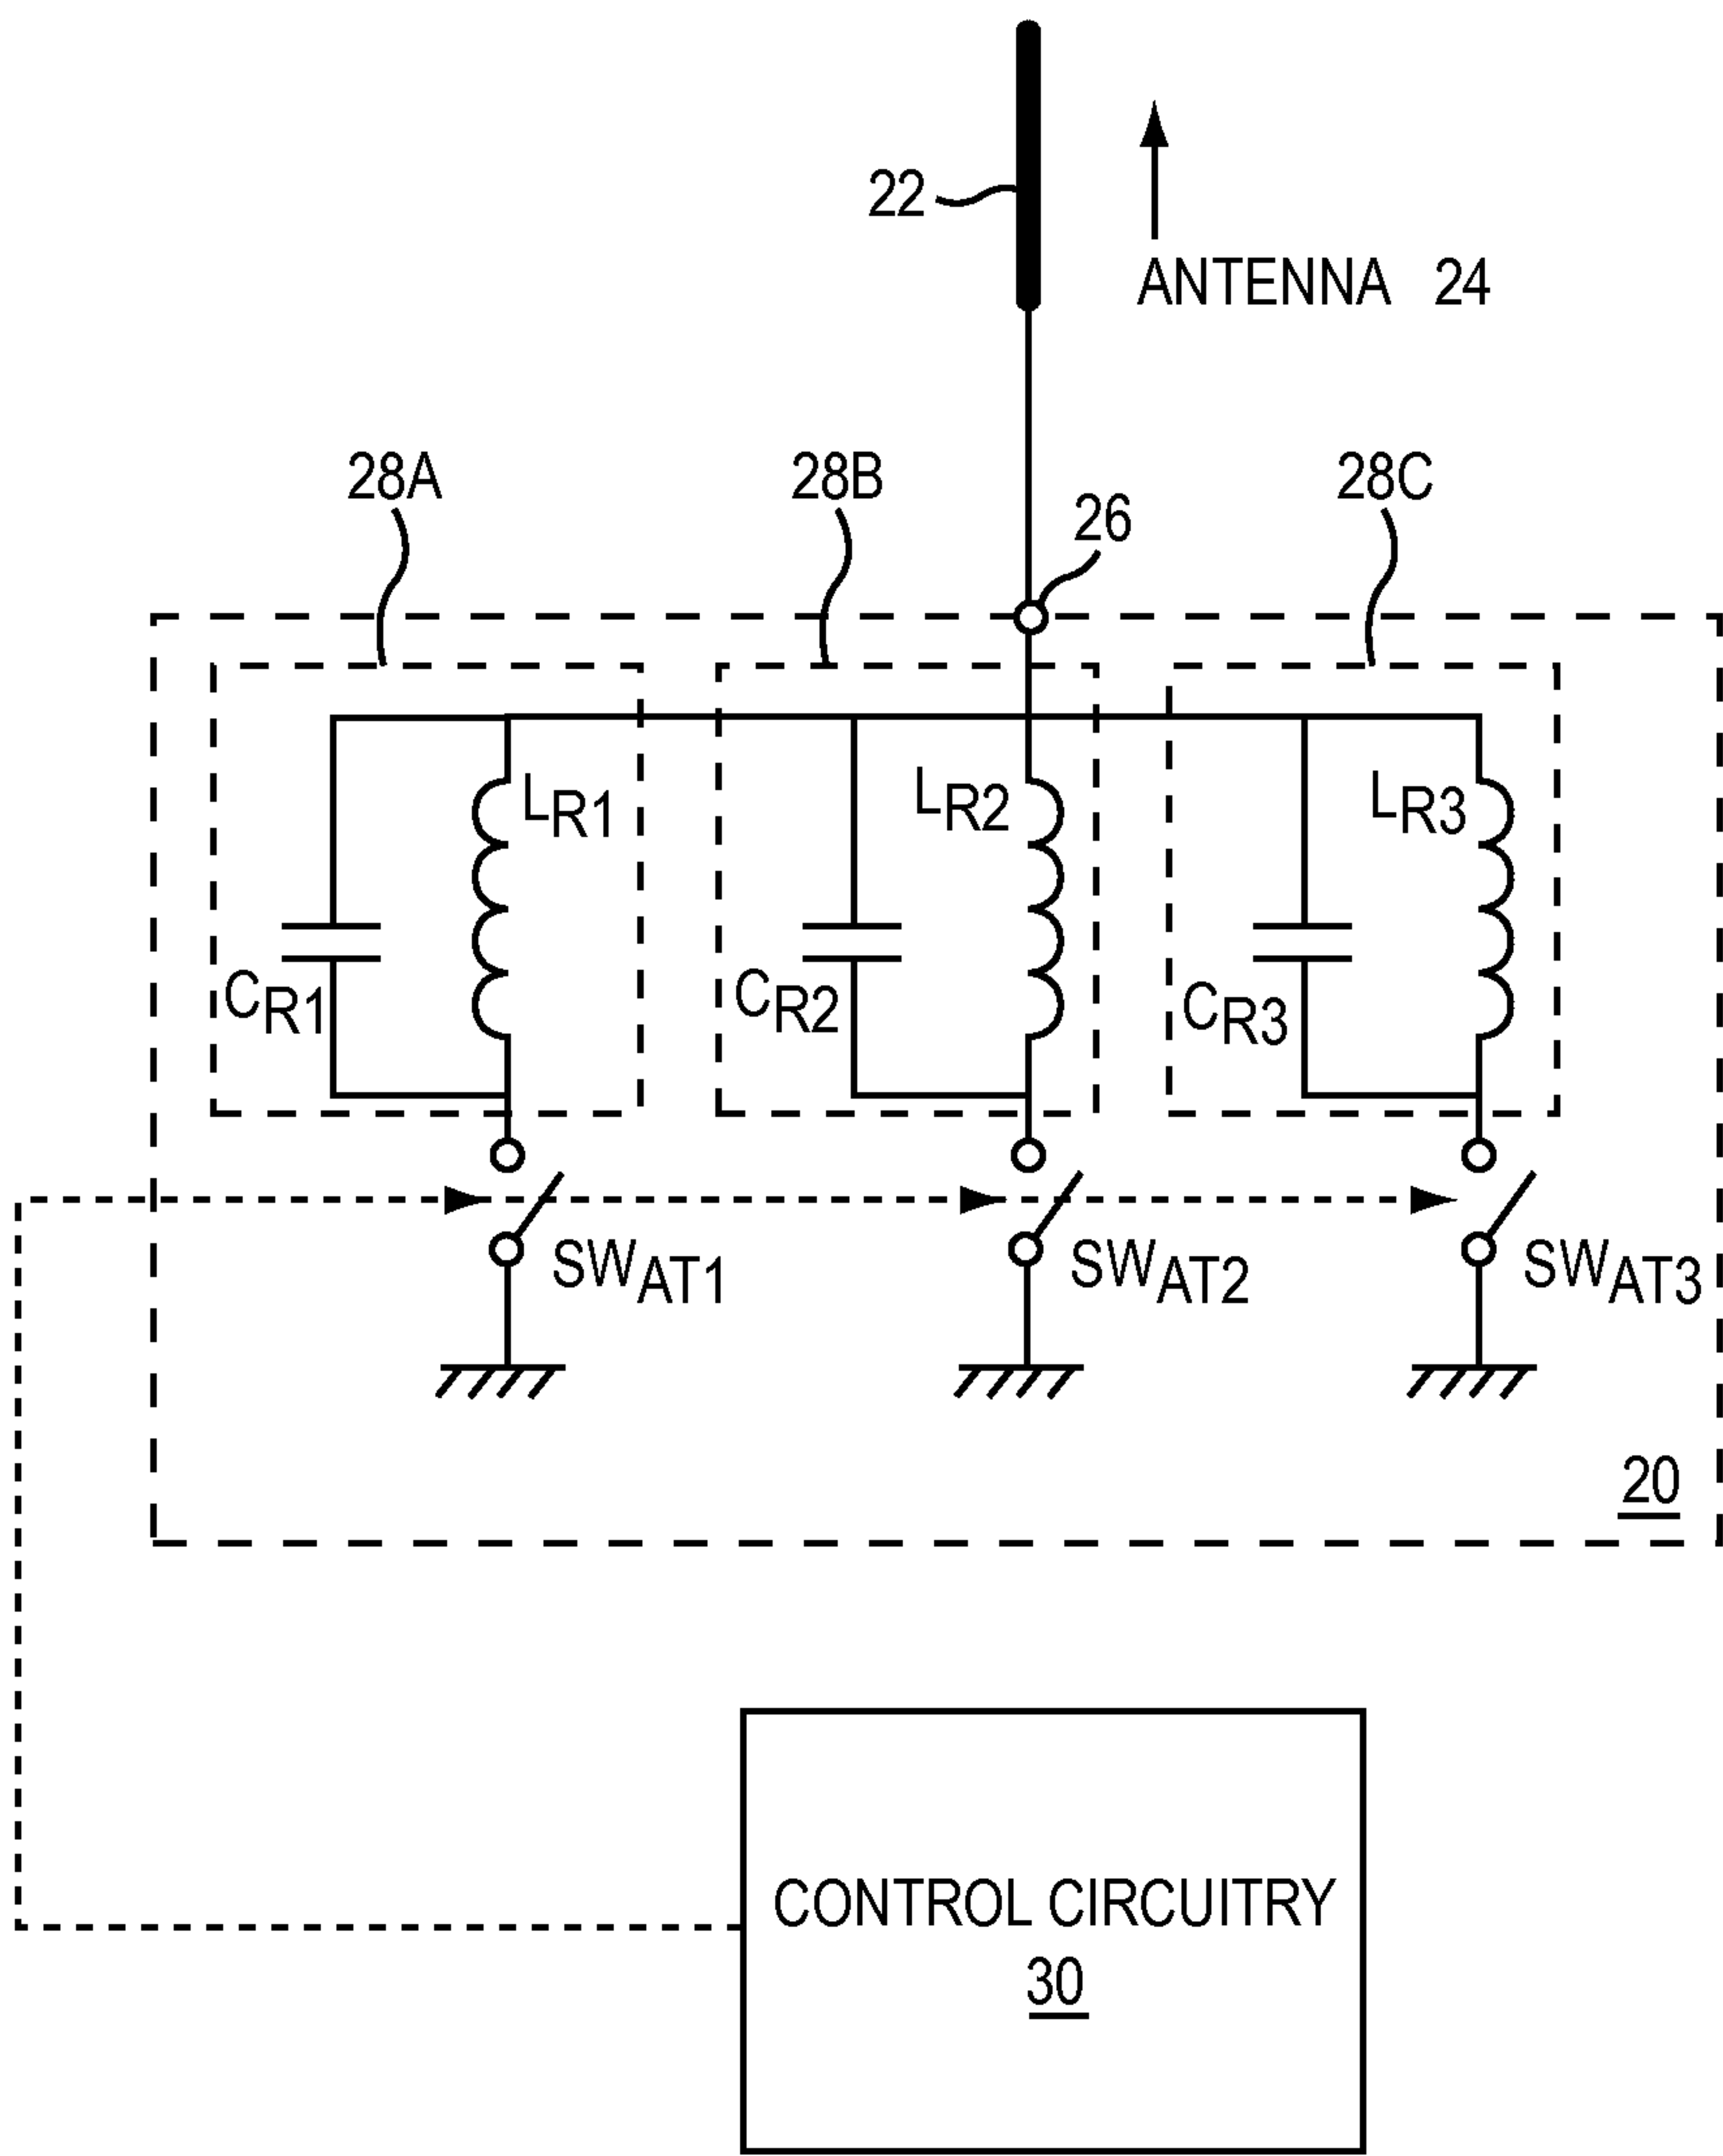 22
ANTENNA 24
28A
28B
28C
26
LR1
LR2
LR3
CR1
CR2
CR3
SWAT1
SWAT2
SWAT3
20
CONTROL CIRCUITRY
30